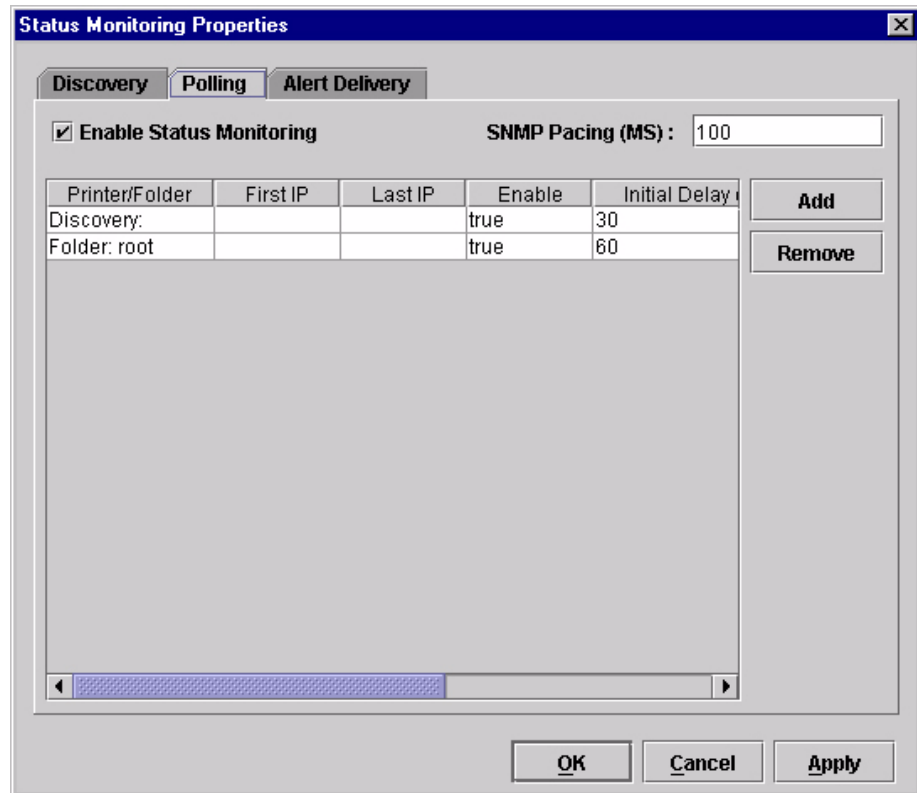 Status Monitoring Properties
Discovery Polling Alert Delivery
Enable Status Monitoring SNMP Pacing (MS) : 100
Printer/Folder First IP Last IP Enable Initial Delay
Discovery: true 30
Folder: root true 60
Add
Remove
OK Cancel Apply